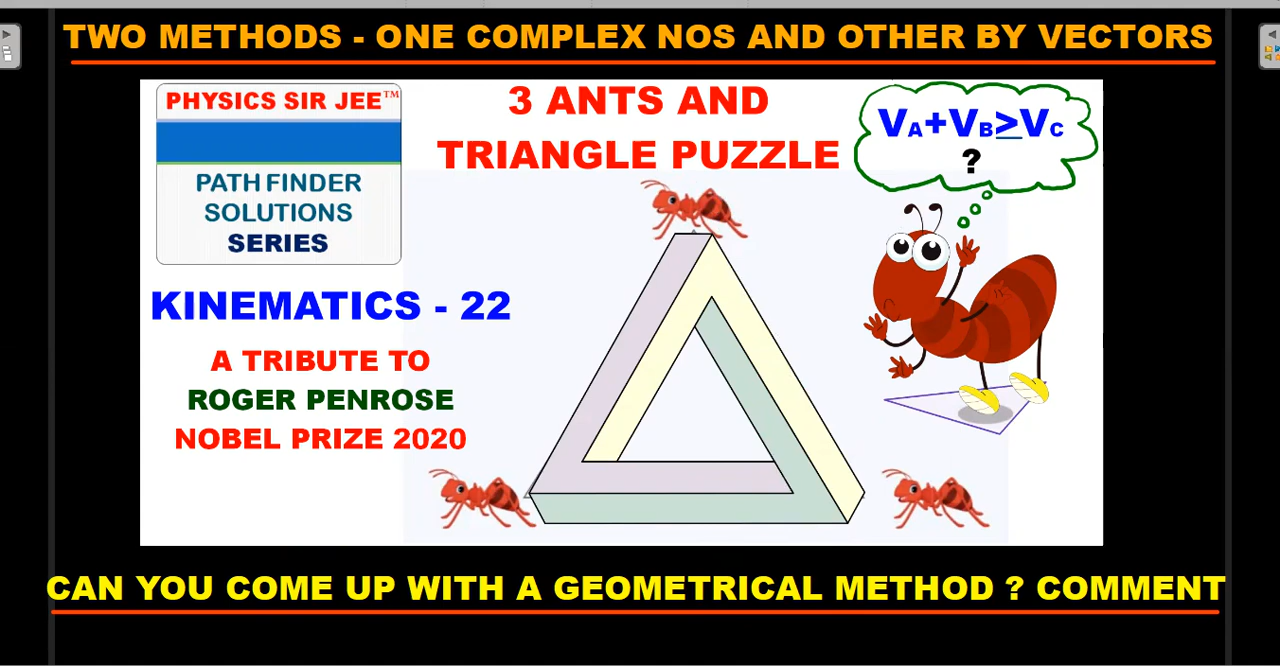 TWO METHODS - ONE COMPLEX NOS AND OTHER BY VECTORS
PHYSICS SIR JEE™
PATH FINDER
SOLUTIONS
SERIES
3 ANTS AND
TRIANGLE PUZZLE
VA+VB≥VC
?
KINEMATICS - 22
A TRIBUTE TO
ROGER PENROSE
NOBEL PRIZE 2020
CAN YOU COME UP WITH A GEOMETRICAL METHOD ? COMMENT